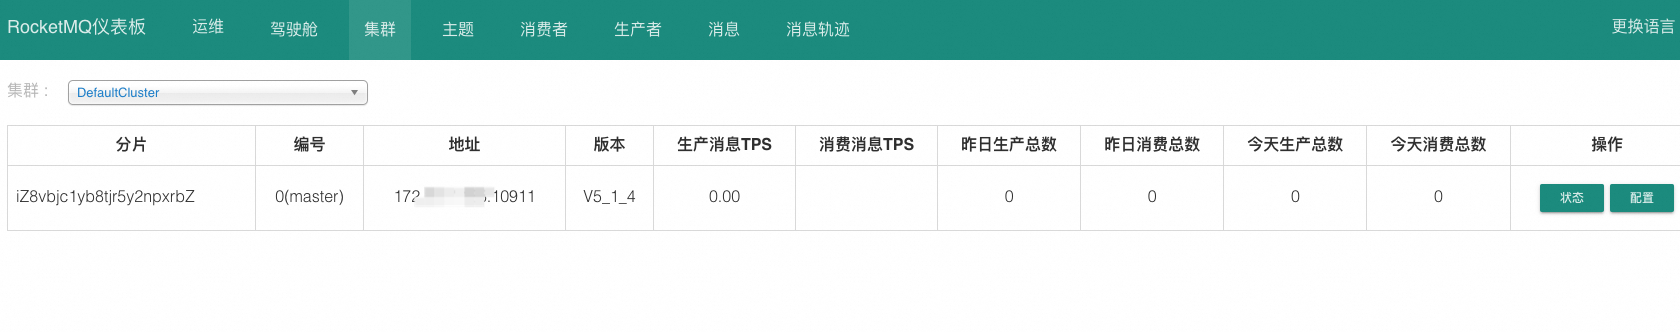 RocketMQ仪表板 运维 驾驶舱 集群 主题 消费者 生产者 消息 消息轨迹 更换语言
集群： DefaultCluster
分片 编号 地址 版本 生产消息TPS 消费消息TPS 昨日生产总数 昨日消费总数 今天生产总数 今天消费总数 操作
iZ8vbjc1yb8tjr5y2npxrbZ 0(master) 172 :10911 V5_1_4 0.00 0 0 0 0 状态 配置